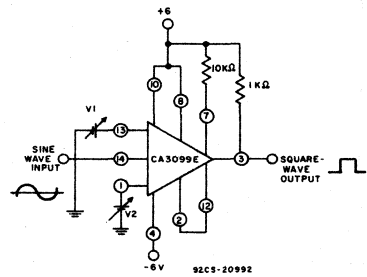 +6
10KΩ
1KΩ
10
8
7
V1
13
SINE
WAVE
INPUT
14
CA3099E
3
SQUARE-
WAVE
OUTPUT
1
V2
2
12
4
-6V
92CS-20992